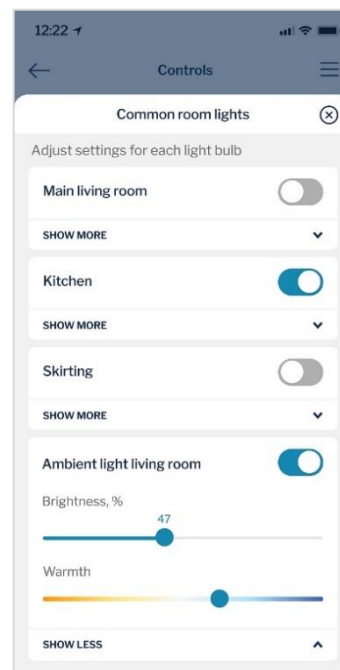 12:22
Controls
Common room lights
Adjust settings for each light bulb
Main living room
SHOW MORE
Kitchen
SHOW MORE
Skirting
SHOW MORE
Ambient light living room
Brightness, %
47
Warmth
SHOW LESS